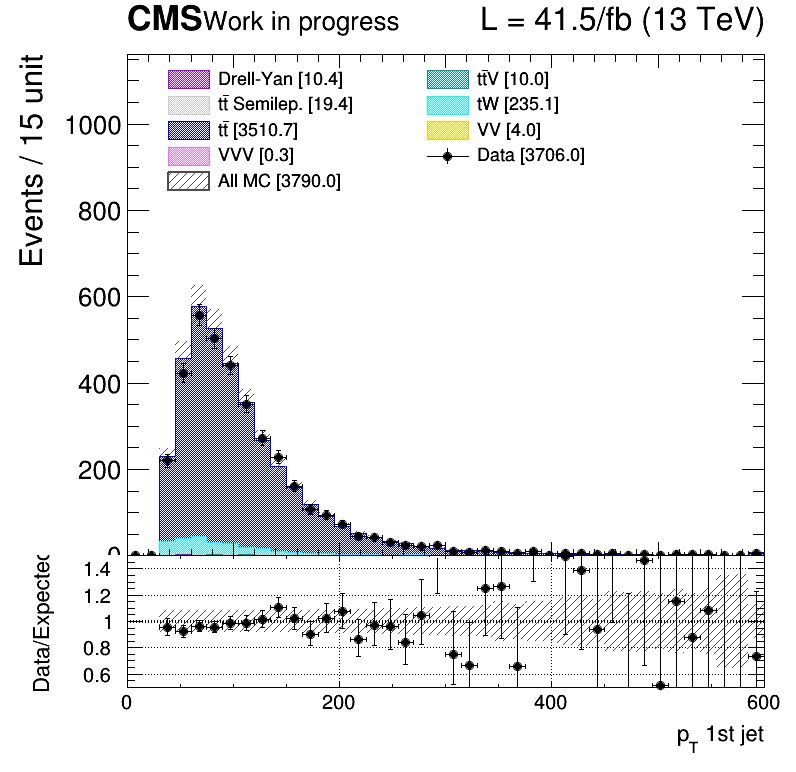 CMS Work in progress L = 41.5/fb (13 TeV)
Events / 15 unit
Drell-Yan [10.4]
tt̄ Semilep. [19.4]
tt̄ [3510.7]
VVV [0.3]
All MC [3790.0]
tt̄V [10.0]
tW [235.1]
VV [4.0]
Data [3706.0]
1000
800
600
400
200
0
Data/Expected
1.4
1.2
1
0.8
0.6
0 200 400 600
p_T 1st jet